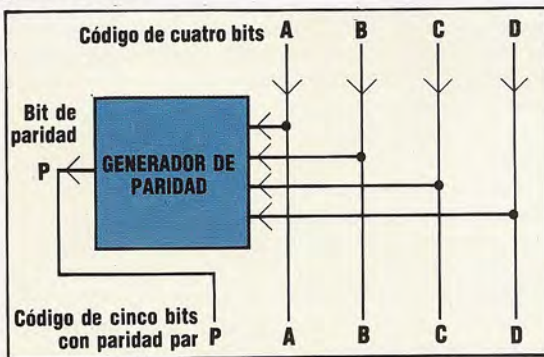 Código de cuatro bits A B C D
Bit de
paridad
P
GENERADOR DE
PARIDAD
Código de cinco bits
con paridad par P A B C D